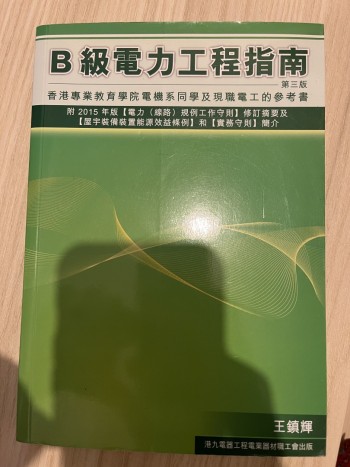 B級電力工程指南
第三版
香港專業教育學院電機系同學及現職電工的參考書
附 2015 年版【電力（線路）規例工作守則】修訂摘要及
【屋宇裝備裝置能源效益條例】和【實務守則】簡介
王鎮輝
港九電器工程電業器材職工會出版